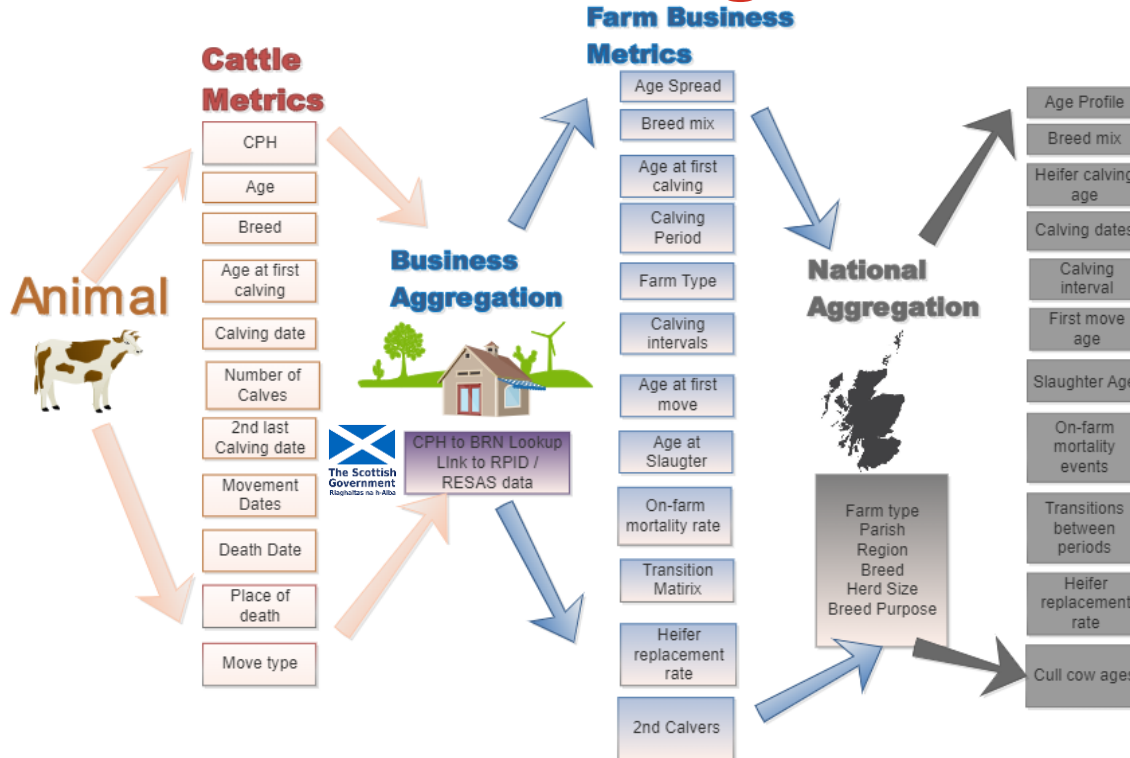 Farm Business
Metrics
Cattle
Metrics
Animal
CPH
Age
Breed
Age at first
calving
Calving date
Number of
Calves
2nd last
Calving date
Movement
Dates
Death Date
Place of
death
Move type
Business
Aggregation
The Scottish
Government
Riaghaltas na h-Alba
CPH to BRN Lookup
LInk to RPID /
RESAS data
Age Spread
Breed mix
Age at first
calving
Calving
Period
Farm Type
Calving
intervals
Age at first
move
Age at
Slaugter
On-farm
mortality rate
Transition
Matirix
Heifer
replacement
rate
2nd Calvers
National
Aggregation
Farm type
Parish
Region
Breed
Herd Size
Breed Purpose
Age Profile
Breed mix
Heifer calving
age
Calving dates
Calving
interval
First move
age
Slaughter Age
On-farm
mortality
events
Transitions
between
periods
Heifer
replacement
rate
Cull cow ages